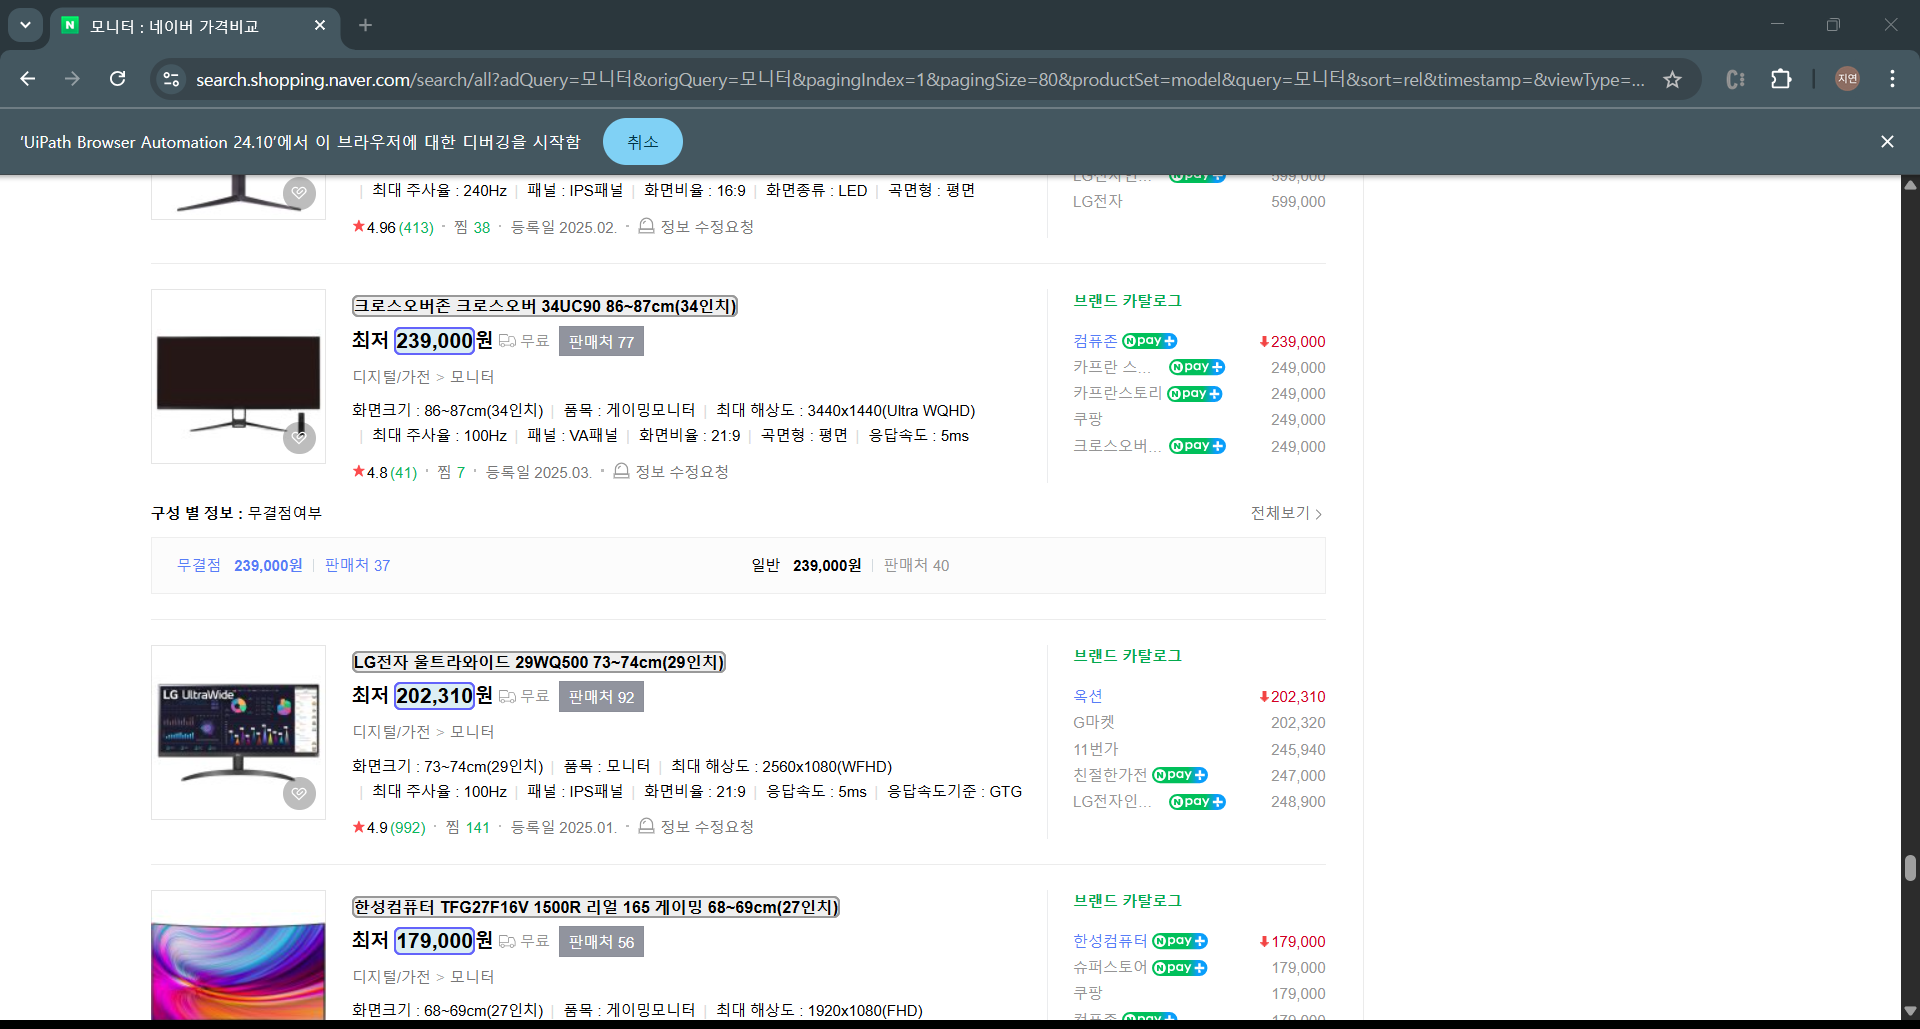 모니터 : 네이버 가격비교
search.shopping.naver.com/search/all?adQuery=모니터&origQuery=모니터&pagingIndex=1&pagingSize=80&productSet=model&query=모니터&sort=rel&timestamp=&viewType=...
지연
'UiPath Browser Automation 24.10'에서 이 브라우저에 대한 디버깅을 시작함 취소
| 최대 주사율 : 240Hz | 패널 : IPS패널 | 화면비율 : 16:9 | 화면종류 : LED | 곡면형 : 평면
★4.96 (413) · 찜 38 · 등록일 2025.02. · 정보 수정요청
LG전자인... pay+ 599,000
LG전자 599,000
크로스오버존 크로스오버 34UC90 86~87cm(34인치)
최저 239,000원 무료 판매처 77
디지털/가전 > 모니터
화면크기 : 86~87cm(34인치) | 품목 : 게이밍모니터 | 최대 해상도 : 3440x1440(Ultra WQHD)
| 최대 주사율 : 100Hz | 패널 : VA패널 | 화면비율 : 21:9 | 곡면형 : 평면 | 응답속도 : 5ms
★4.8 (41) · 찜 7 · 등록일 2025.03. · 정보 수정요청
브랜드 카탈로그
컴퓨존 Npay+ 239,000
카프란 스... Npay+ 249,000
카프란스토리 Npay+ 249,000
쿠팡 249,000
크로스오버... Npay+ 249,000
구성 별 정보 : 무결점여부 전체보기 >
무결점 239,000원 | 판매처 37 일반 239,000원 | 판매처 40
LG UltraWide
LG전자 울트라와이드 29WQ500 73~74cm(29인치)
최저 202,310원 무료 판매처 92
디지털/가전 > 모니터
화면크기 : 73~74cm(29인치) | 품목 : 모니터 | 최대 해상도 : 2560x1080(WFHD)
| 최대 주사율 : 100Hz | 패널 : IPS패널 | 화면비율 : 21:9 | 응답속도 : 5ms | 응답속도기준 : GTG
★4.9 (992) · 찜 141 · 등록일 2025.01. · 정보 수정요청
브랜드 카탈로그
옥션 202,310
G마켓 202,320
11번가 245,940
친절한가전 Npay+ 247,000
LG전자인... Npay+ 248,900
한성컴퓨터 TFG27F16V 1500R 리얼 165 게이밍 68~69cm(27인치)
최저 179,000원 무료 판매처 56
디지털/가전 > 모니터
화면크기 : 68~69cm(27인치) | 품목 : 게이밍모니터 | 최대 해상도 : 1920x1080(FHD)
브랜드 카탈로그
한성컴퓨터 Npay+ 179,000
슈퍼스토어 Npay+ 179,000
쿠팡 179,000
컴퓨존 Npay+ 179,000